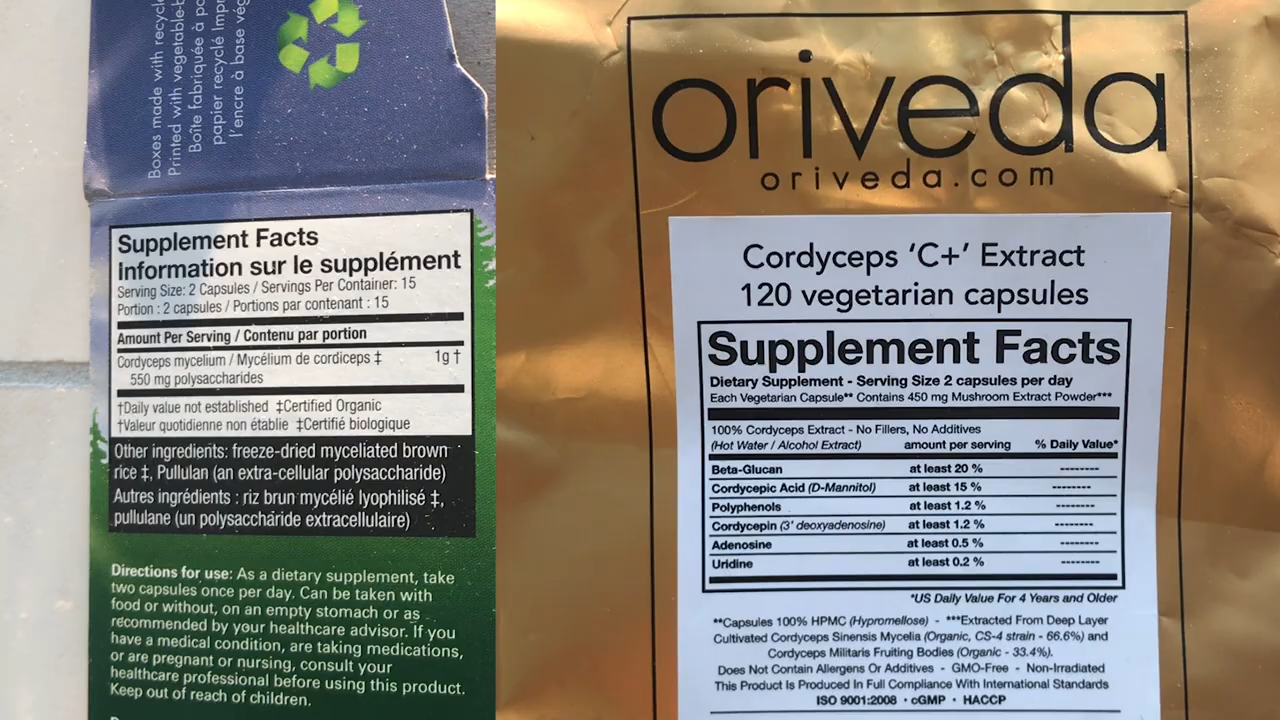 Boxes made with recycle
Printed with vegetable-b
Boîte fabriquée à pa
papier recyclé Impr
l'encre à base vég
Supplement Facts
Information sur le supplément
Serving Size: 2 Capsules / Servings Per Container: 15
Portion : 2 capsules / Portions par contenant : 15
Amount Per Serving / Contenu par portion
Cordyceps mycelium / Mycélium de cordiceps ‡ 1g †
550 mg polysaccharides
†Daily value not established ‡Certified Organic
†Valeur quotidienne non établie ‡Certifié biologique
Other ingredients: freeze-dried myceliated brown
rice ‡, Pullulan (an extra-cellular polysaccharide)
Autres ingrédients : riz brun mycélié lyophilisé ‡,
pullulane (un polysaccharide extracellulaire)
Directions for use: As a dietary supplement, take
two capsules once per day. Can be taken with
food or without, on an empty stomach or as
recommended by your healthcare advisor. If you
have a medical condition, are taking medications,
or are pregnant or nursing, consult your
healthcare professional before using this product.
Keep out of reach of children.
oriveda
oriveda.com
Cordyceps 'C+' Extract
120 vegetarian capsules
Supplement Facts
Dietary Supplement - Serving Size 2 capsules per day
Each Vegetarian Capsule** Contains 450 mg Mushroom Extract Powder***
100% Cordyceps Extract - No Fillers, No Additives
(Hot Water / Alcohol Extract) amount per serving % Daily Value*
Beta-Glucan at least 20 % --------
Cordycepic Acid (D-Mannitol) at least 15 % --------
Polyphenols at least 1.2 % --------
Cordycepin (3' deoxyadenosine) at least 1.2 % --------
Adenosine at least 0.5 % --------
Uridine at least 0.2 % --------
*US Daily Value For 4 Years and Older
**Capsules 100% HPMC (Hypromellose) - ***Extracted From Deep Layer
Cultivated Cordyceps Sinensis Mycelia (Organic, CS-4 strain - 66.6%) and
Cordyceps Militaris Fruiting Bodies (Organic - 33.4%).
Does Not Contain Allergens Or Additives - GMO-Free - Non-Irradiated
This Product Is Produced In Full Compliance With International Standards
ISO 9001:2008 • cGMP • HACCP